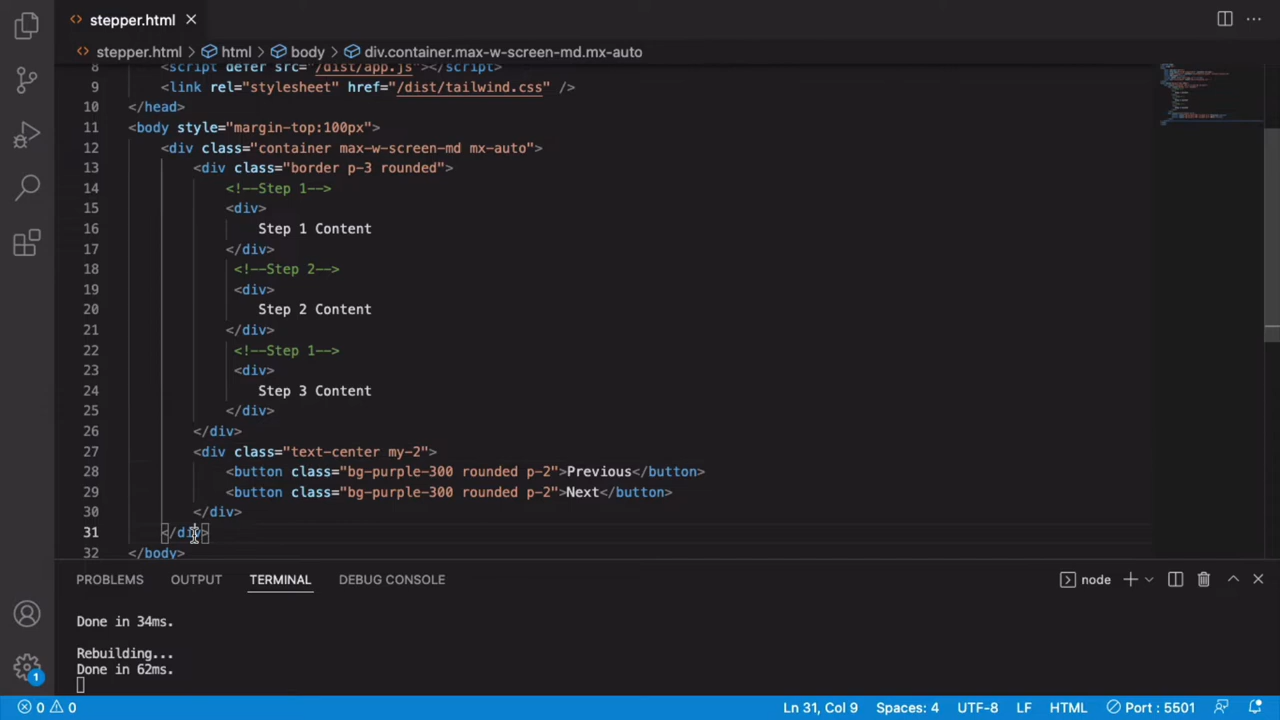 stepper.html
stepper.html > html > body > div.container.max-w-screen-md.mx-auto
8 <script defer src="/dist/app.js"></script>
9 <link rel="stylesheet" href="/dist/tailwind.css" />
10 </head>
11 <body style="margin-top:100px">
12 <div class="container max-w-screen-md mx-auto">
13 <div class="border p-3 rounded">
14 <!--Step 1-->
15 <div>
16 Step 1 Content
17 </div>
18 <!--Step 2-->
19 <div>
20 Step 2 Content
21 </div>
22 <!--Step 1-->
23 <div>
24 Step 3 Content
25 </div>
26 </div>
27 <div class="text-center my-2">
28 <button class="bg-purple-300 rounded p-2">Previous</button>
29 <button class="bg-purple-300 rounded p-2">Next</button>
30 </div>
31 </div>
32 </body>
PROBLEMS OUTPUT TERMINAL DEBUG CONSOLE node
Done in 34ms.
Rebuilding...
Done in 62ms.
1
0 0 Ln 31, Col 9 Spaces: 4 UTF-8 LF HTML Port : 5501